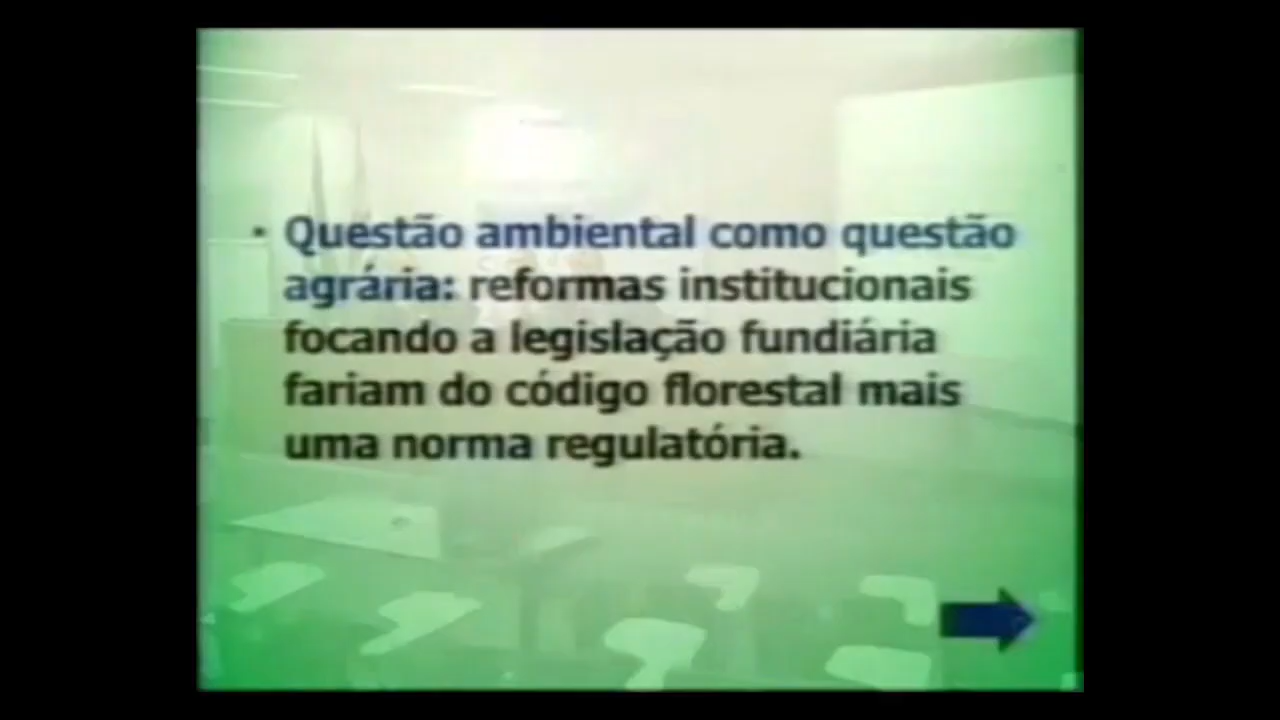 • Questão ambiental como questão
agrária: reformas institucionais
focando a legislação fundiária
fariam do código florestal mais
uma norma regulatória.